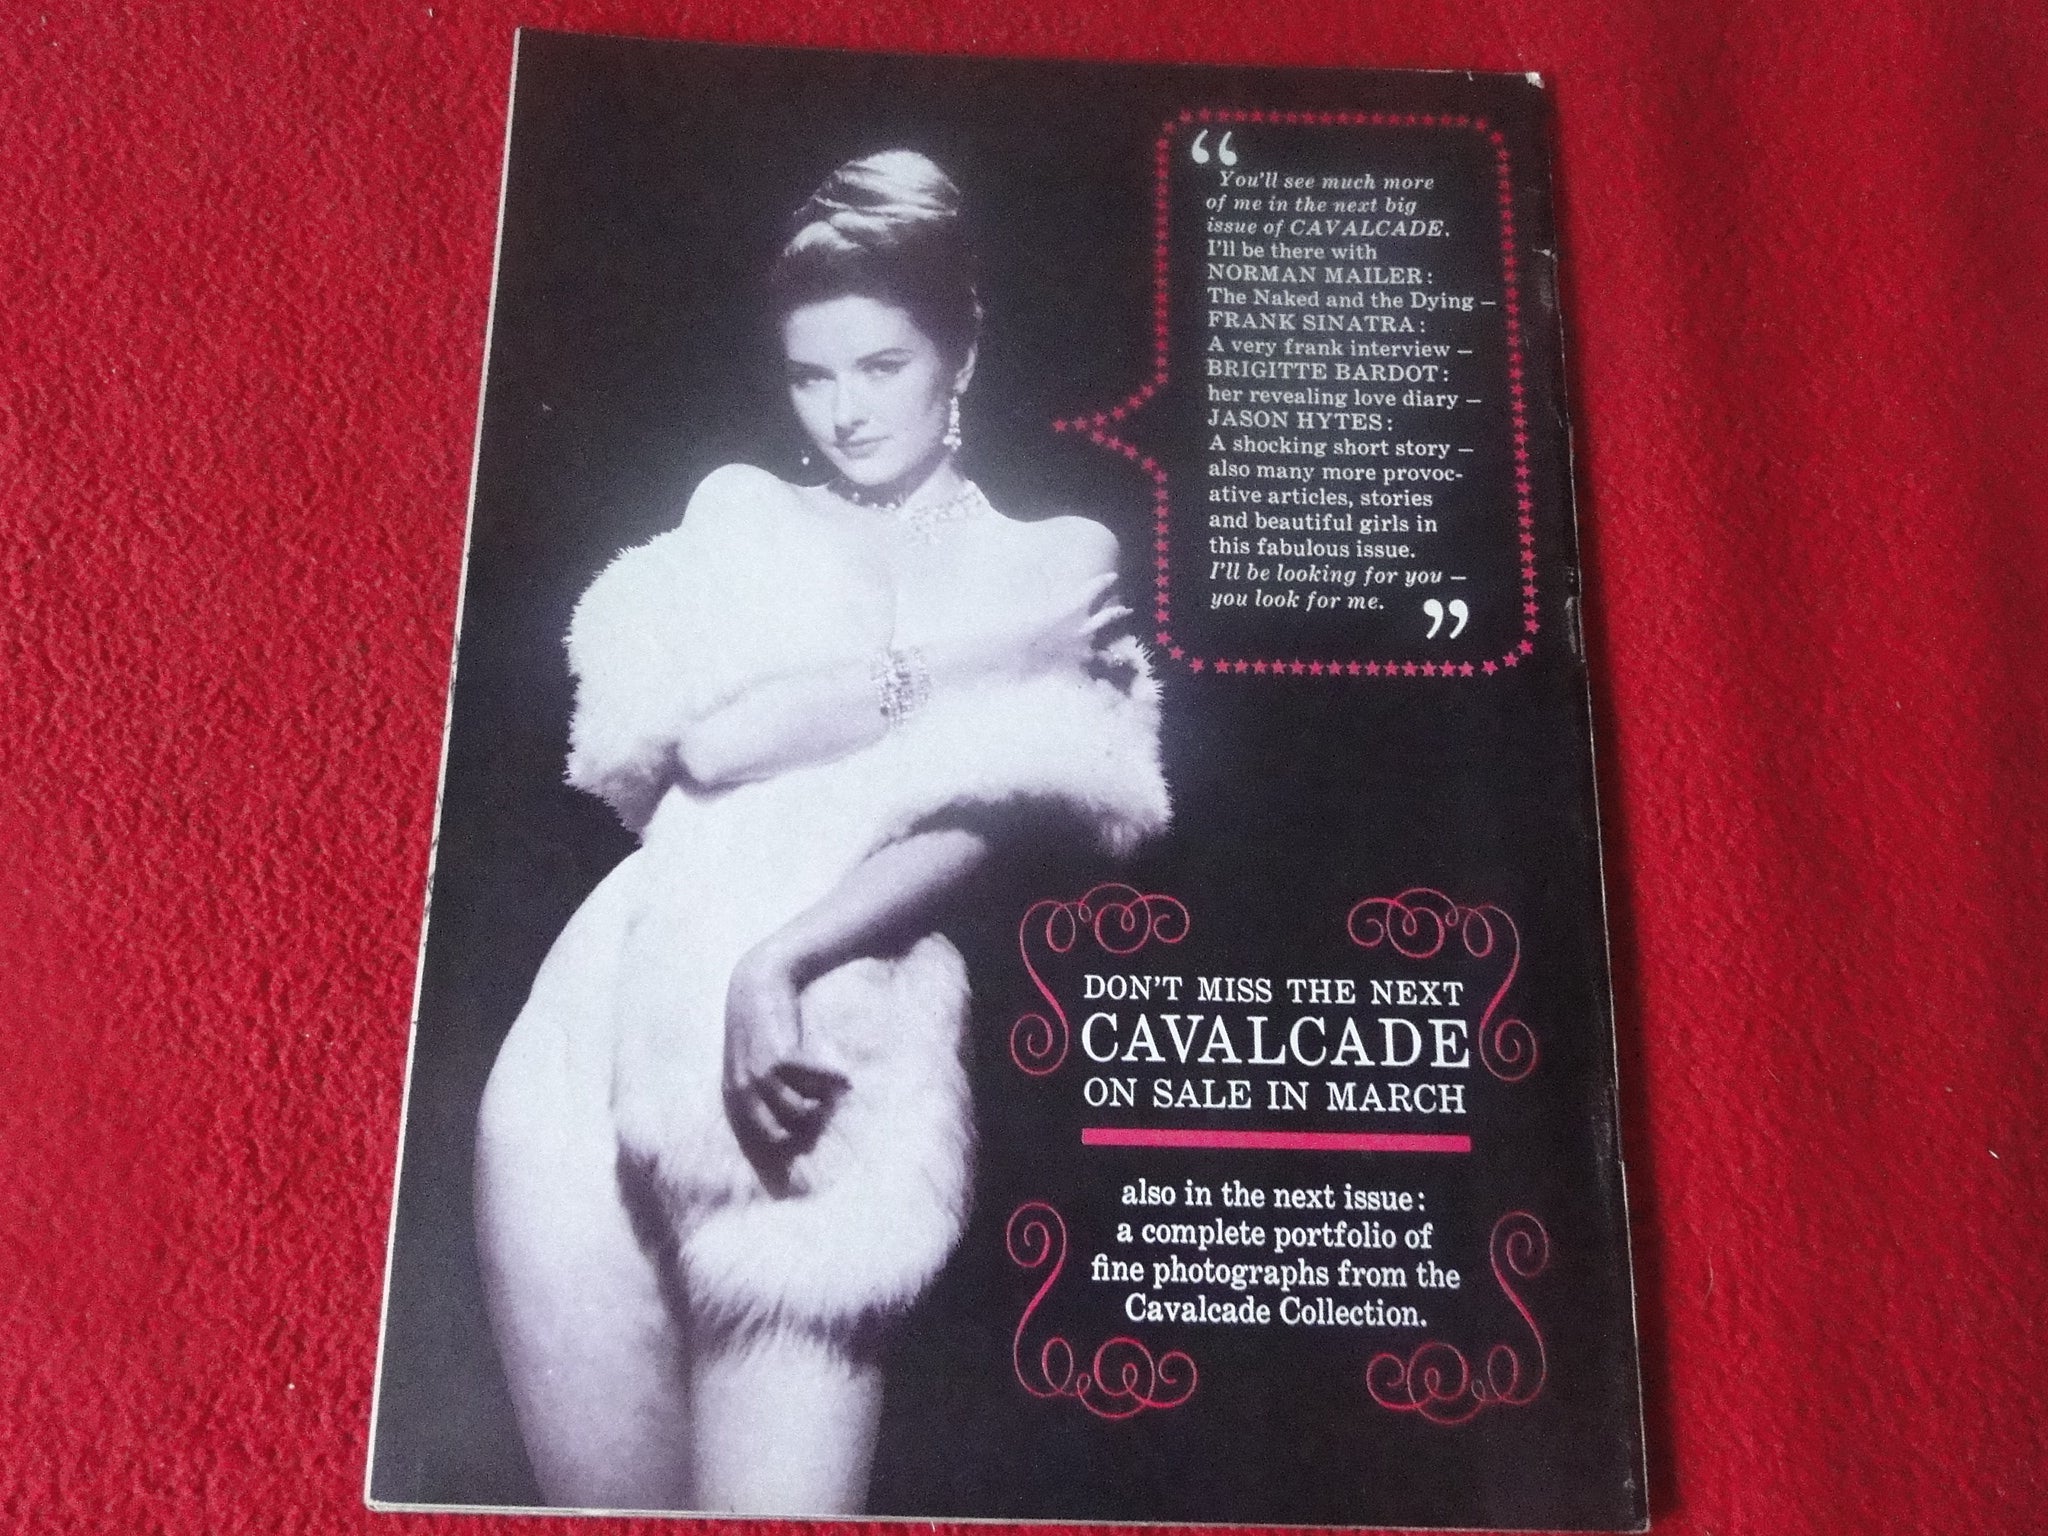 “
You'll see much more
of me in the next big
issue of CAVALCADE.
I'll be there with
NORMAN MAILER:
The Naked and the Dying —
FRANK SINATRA:
A very frank interview —
BRIGITTE BARDOT:
her revealing love diary —
JASON HYTES:
A shocking short story —
also many more provoc-
ative articles, stories
and beautiful girls in
this fabulous issue.
I'll be looking for you —
you look for me.
”
DON'T MISS THE NEXT
CAVALCADE
ON SALE IN MARCH
also in the next issue:
a complete portfolio of
fine photographs from the
Cavalcade Collection.